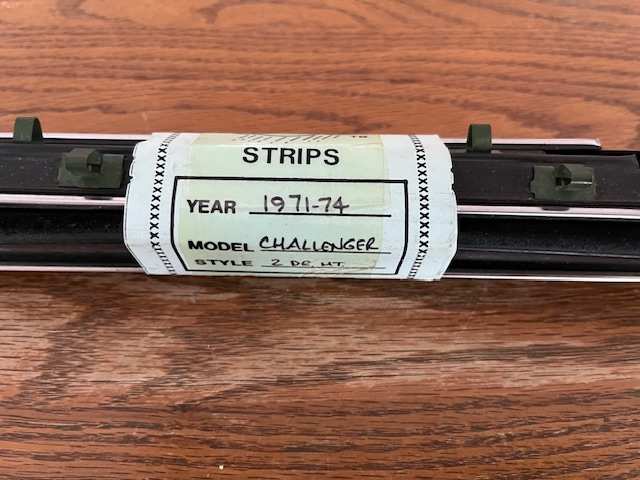 STRIPS
YEAR 1971-74
MODEL CHALLENGER
STYLE 2 DR HT